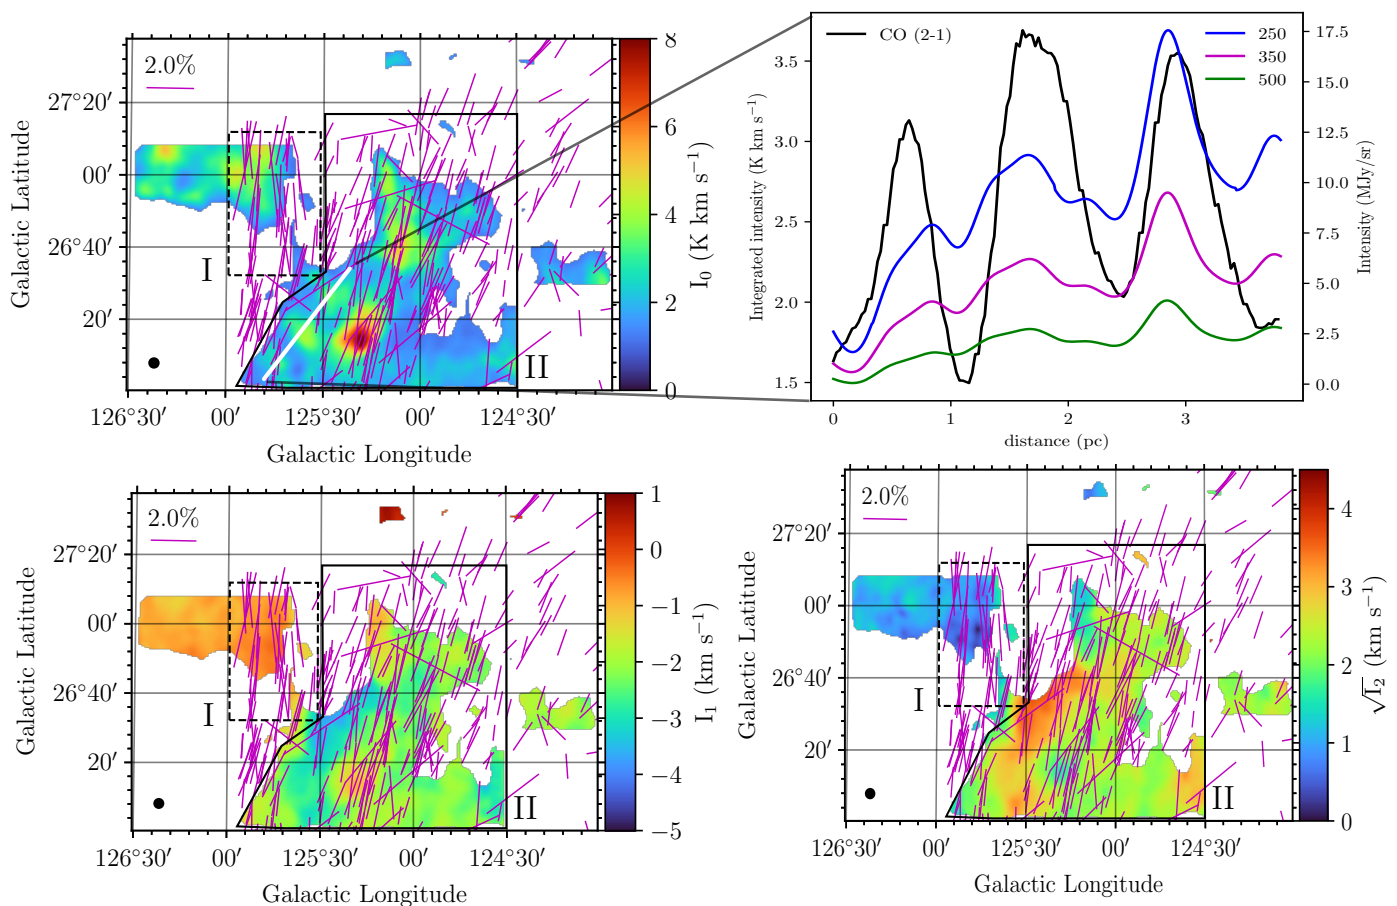 2.0%
27°20′
00′
26°40′
20′
Galactic Latitude
I
II
126°30′ 00′ 125°30′ 00′ 124°30′
Galactic Longitude
8
6
4
2
0
I₀ (K km s⁻¹)
CO (2-1)
250
350
500
3.5
3.0
2.5
2.0
1.5
Integrated intensity (K km s⁻¹)
17.5
15.0
12.5
10.0
7.5
5.0
2.5
0.0
Intensity (MJy/sr)
0 1 2 3
distance (pc)
2.0%
27°20′
00′
26°40′
20′
Galactic Latitude
I
II
126°30′ 00′ 125°30′ 00′ 124°30′
Galactic Longitude
1
0
−1
−2
−3
−4
−5
I₁ (km s⁻¹)
2.0%
27°20′
00′
26°40′
20′
Galactic Latitude
I
II
126°30′ 00′ 125°30′ 00′ 124°30′
Galactic Longitude
4
3
2
1
0
√I₂ (km s⁻¹)